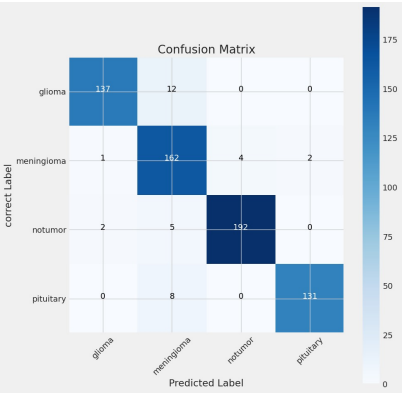 Confusion Matrix
correct Label
glioma 137 12 0 0
meningioma 1 162 4 2
notumor 2 5 192 0
pituitary 0 8 0 131
glioma meningioma notumor pituitary
Predicted Label
175
150
125
100
75
50
25
0